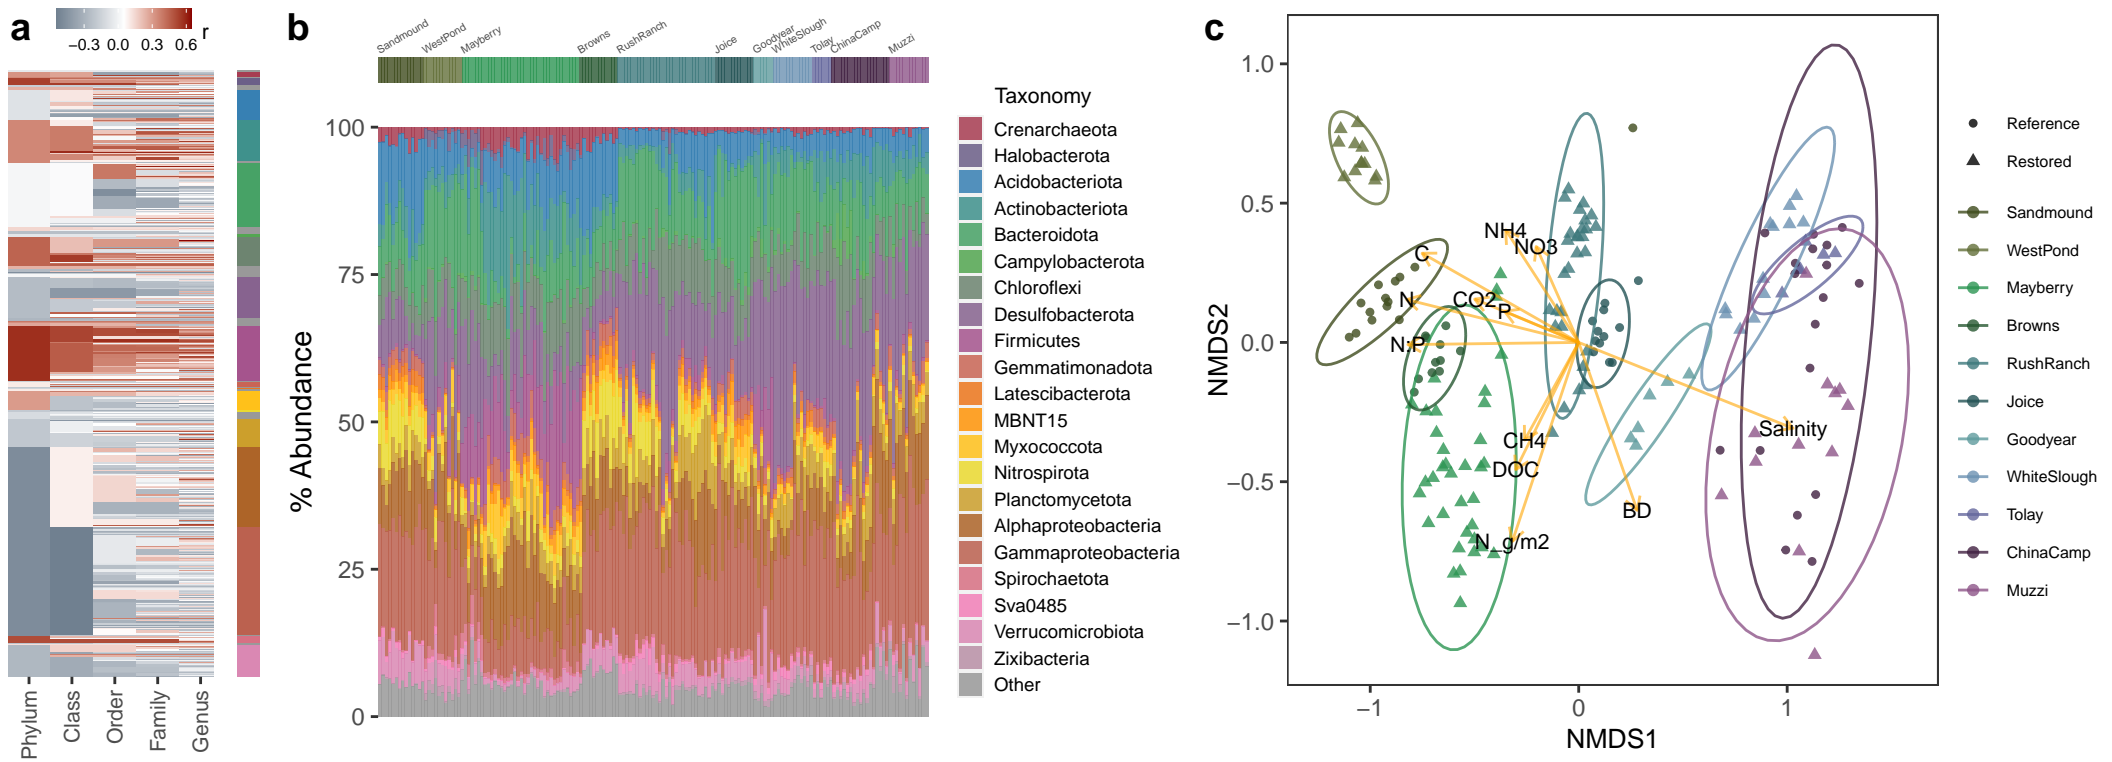 a
−0.3 0.0 0.3 0.6 r
Phylum
Class
Order
Family
Genus
b
Sandmound
WestPond
Mayberry
Browns
RushRanch
Joice
Goodyear
WhiteSlough
Tolay
ChinaCamp
Muzzi
% Abundance
100
75
50
25
0
Taxonomy
Crenarchaeota
Halobacterota
Acidobacteriota
Actinobacteriota
Bacteroidota
Campylobacterota
Chloroflexi
Desulfobacterota
Firmicutes
Gemmatimonadota
Latescibacterota
MBNT15
Myxococcota
Nitrospirota
Planctomycetota
Alphaproteobacteria
Gammaproteobacteria
Spirochaetota
Sva0485
Verrucomicrobiota
Zixibacteria
Other
c
NMDS2
1.0
0.5
0.0
−0.5
−1.0
NH4
NO3
C
N
CO2
P
N:P
CH4
DOC
N_g/m2
BD
Salinity
−1 0 1
NMDS1
Reference
Restored
Sandmound
WestPond
Mayberry
Browns
RushRanch
Joice
Goodyear
WhiteSlough
Tolay
ChinaCamp
Muzzi